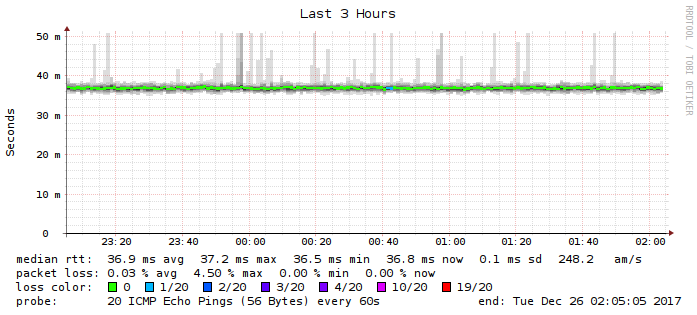 Last 3 Hours
RRDTOOL / TOBI OETIKER
Seconds
50 m
40 m
30 m
20 m
10 m
0
23:20 23:40 00:00 00:20 00:40 01:00 01:20 01:40 02:00
median rtt: 36.9 ms avg 37.2 ms max 36.5 ms min 36.8 ms now 0.1 ms sd 248.2 am/s
packet loss: 0.03 % avg 4.50 % max 0.00 % min 0.00 % now
loss color: 0 1/20 2/20 3/20 4/20 10/20 19/20
probe: 20 ICMP Echo Pings (56 Bytes) every 60s end: Tue Dec 26 02:05:05 2017